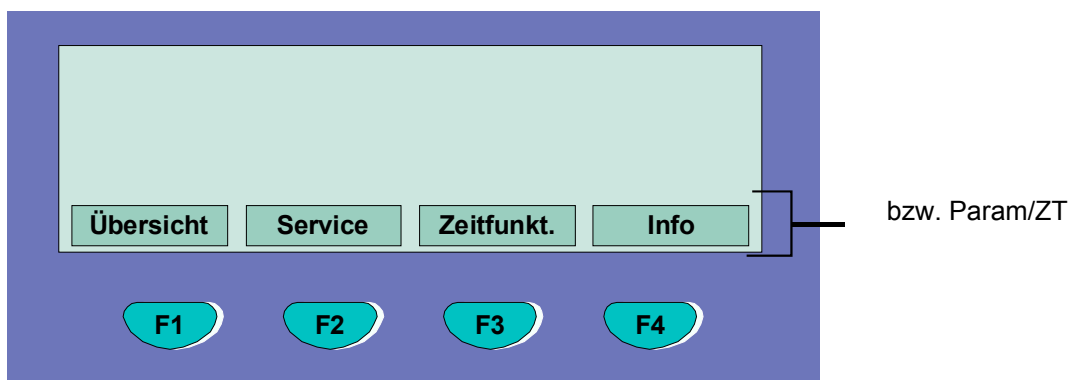 Übersicht Service Zeitfunkt. Info
bzw. Param/ZT
F1 F2 F3 F4